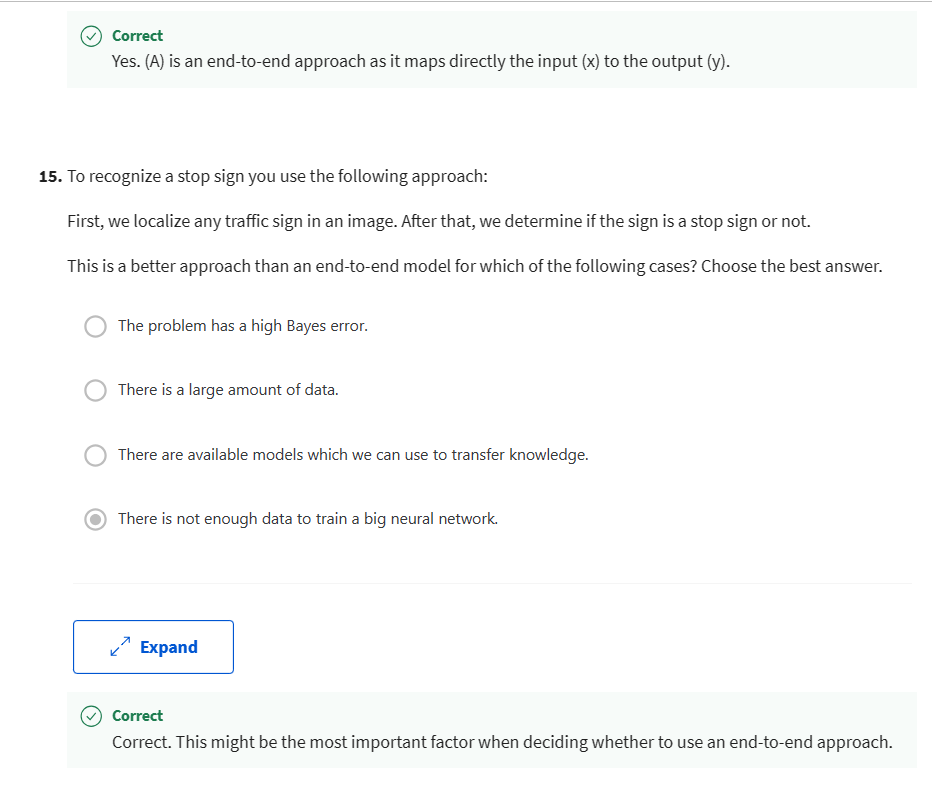 Correct
Yes. (A) is an end-to-end approach as it maps directly the input (x) to the output (y).
15. To recognize a stop sign you use the following approach:
First, we localize any traffic sign in an image. After that, we determine if the sign is a stop sign or not.
This is a better approach than an end-to-end model for which of the following cases? Choose the best answer.
The problem has a high Bayes error.
There is a large amount of data.
There are available models which we can use to transfer knowledge.
There is not enough data to train a big neural network.
Expand
Correct
Correct. This might be the most important factor when deciding whether to use an end-to-end approach.